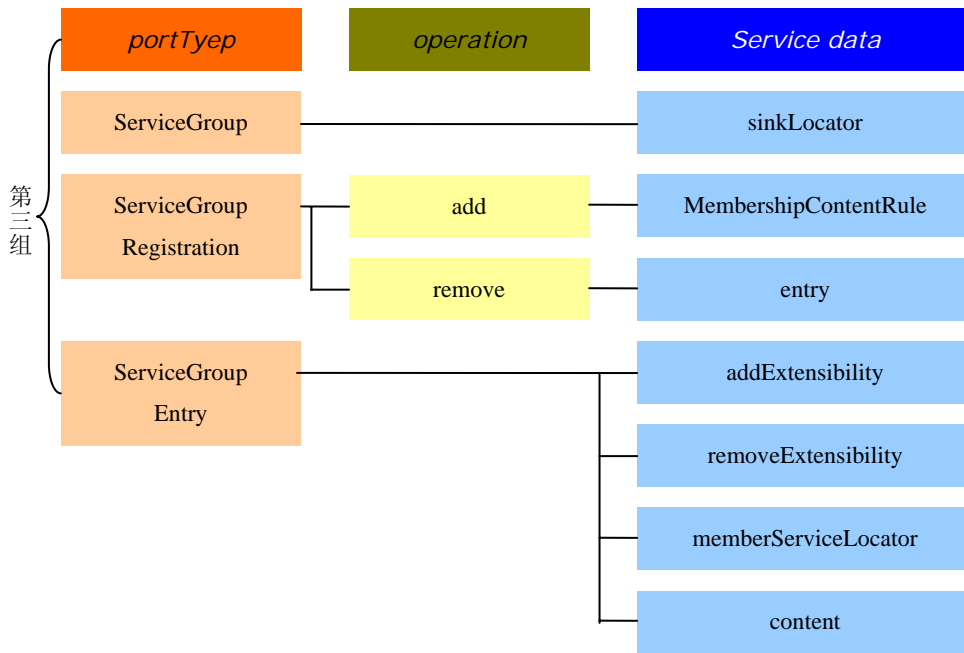 portTyep
operation
Service data
第三组
ServiceGroup
sinkLocator
ServiceGroup
Registration
add
MembershipContentRule
remove
entry
ServiceGroup
Entry
addExtensibility
removeExtensibility
memberServiceLocator
content